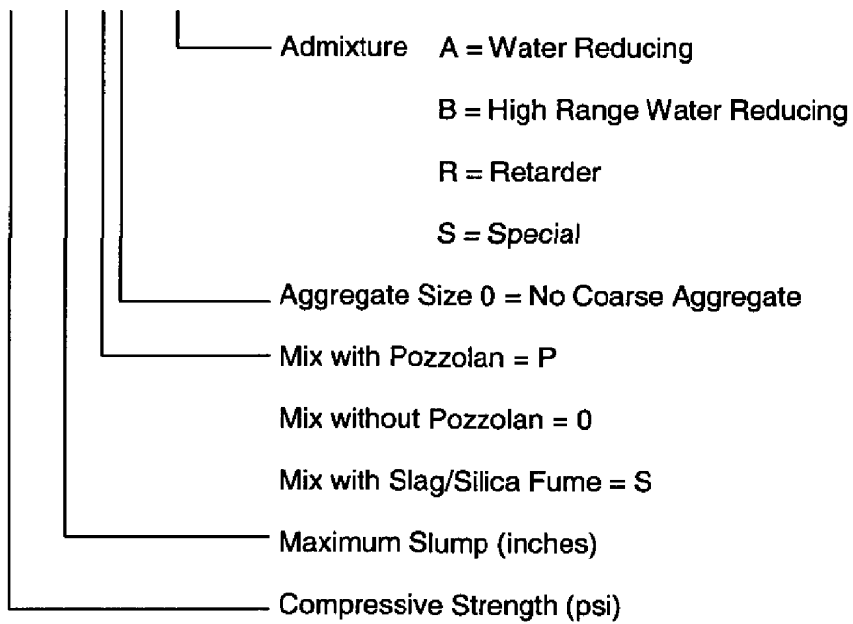 Admixture A = Water Reducing
B = High Range Water Reducing
R = Retarder
S = Special
Aggregate Size 0 = No Coarse Aggregate
Mix with Pozzolan = P
Mix without Pozzolan = 0
Mix with Slag/Silica Fume = S
Maximum Slump (inches)
Compressive Strength (psi)